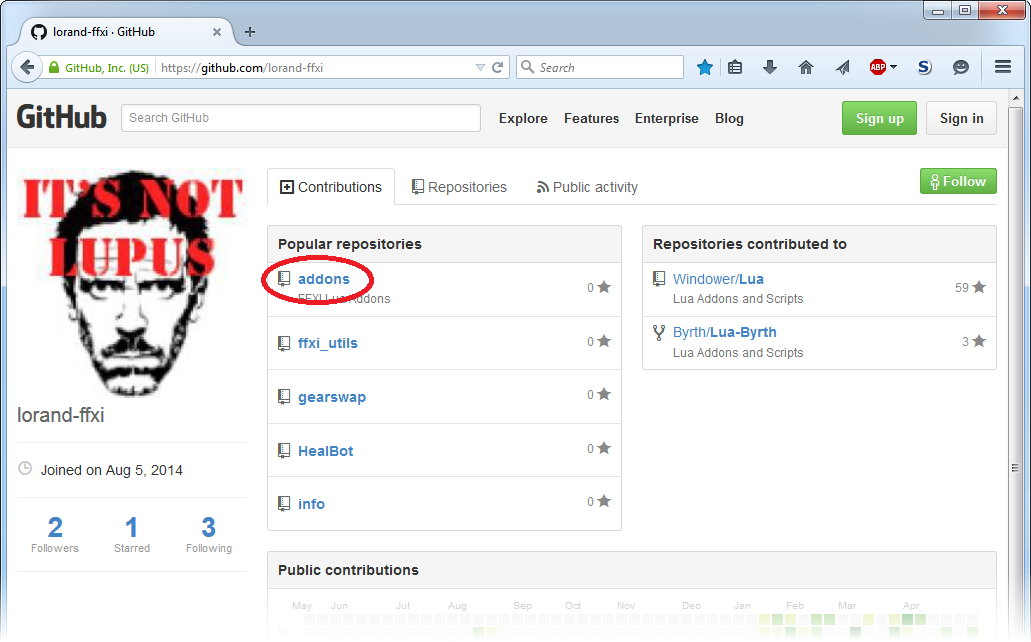 lorand-ffxi · GitHub
GitHub, Inc. (US)
https://github.com/lorand-ffxi
Search
ABP
S
GitHub
Search GitHub
Explore
Features
Enterprise
Blog
Sign up
Sign in
IT'S NOT
LUPUS
lorand-ffxi
Joined on Aug 5, 2014
2
Followers
1
Starred
3
Following
Contributions
Repositories
Public activity
Follow
Popular repositories
addons
FFXI Lua Addons
0
ffxi_utils
0
gearswap
0
HealBot
0
info
0
Repositories contributed to
Windower/Lua
Lua Addons and Scripts
59
Byrth/Lua-Byrth
Lua Addons and Scripts
3
Public contributions
May Jun Jul Aug Sep Oct Nov Dec Jan Feb Mar Apr